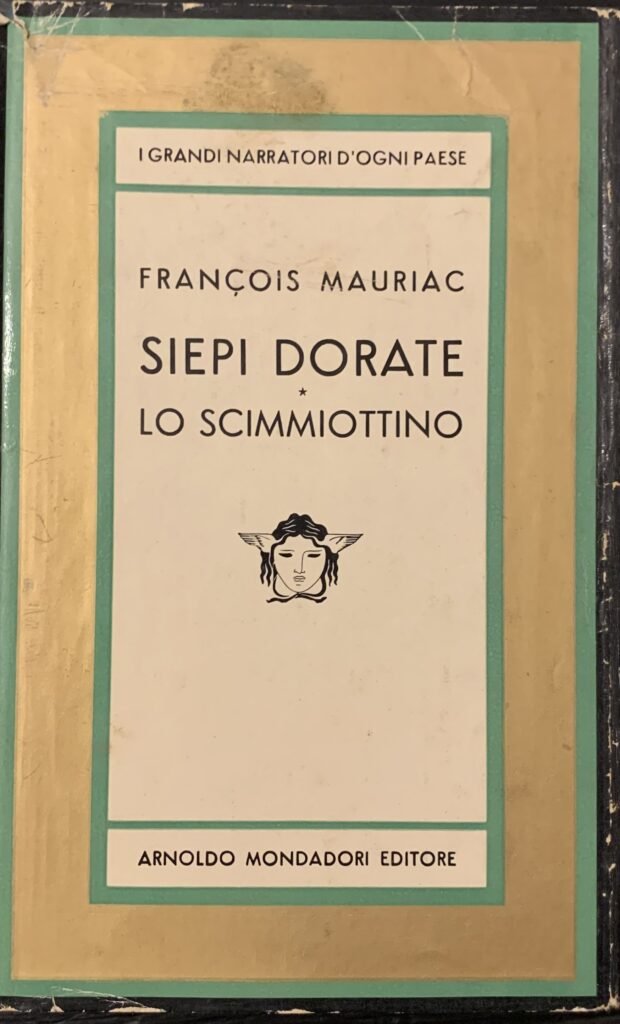 I GRANDI NARRATORI D'OGNI PAESE
FRANÇOIS MAURIAC
SIEPI DORATE
*
LO SCIMMIOTTINO
ARNOLDO MONDADORI EDITORE